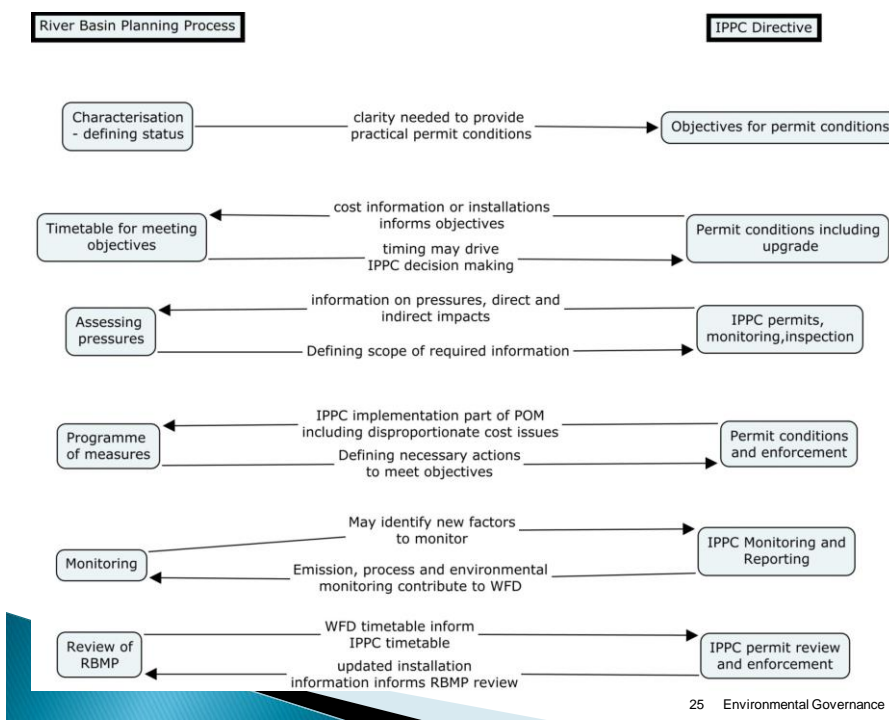 River Basin Planning Process
IPPC Directive
Characterisation
- defining status
clarity needed to provide
practical permit conditions
Objectives for permit conditions
Timetable for meeting
objectives
cost information or installations
informs objectives
timing may drive
IPPC decision making
Permit conditions including
upgrade
Assessing
pressures
information on pressures, direct and
indirect impacts
Defining scope of required information
IPPC permits,
monitoring,inspection
Programme
of measures
IPPC implementation part of POM
including disproportionate cost issues
Defining necessary actions
to meet objectives
Permit conditions
and enforcement
Monitoring
May identify new factors
to monitor
Emission, process and environmental
monitoring contribute to WFD
IPPC Monitoring and
Reporting
Review of
RBMP
WFD timetable inform
IPPC timetable
updated installation
information informs RBMP review
IPPC permit review
and enforcement
25 Environmental Governance